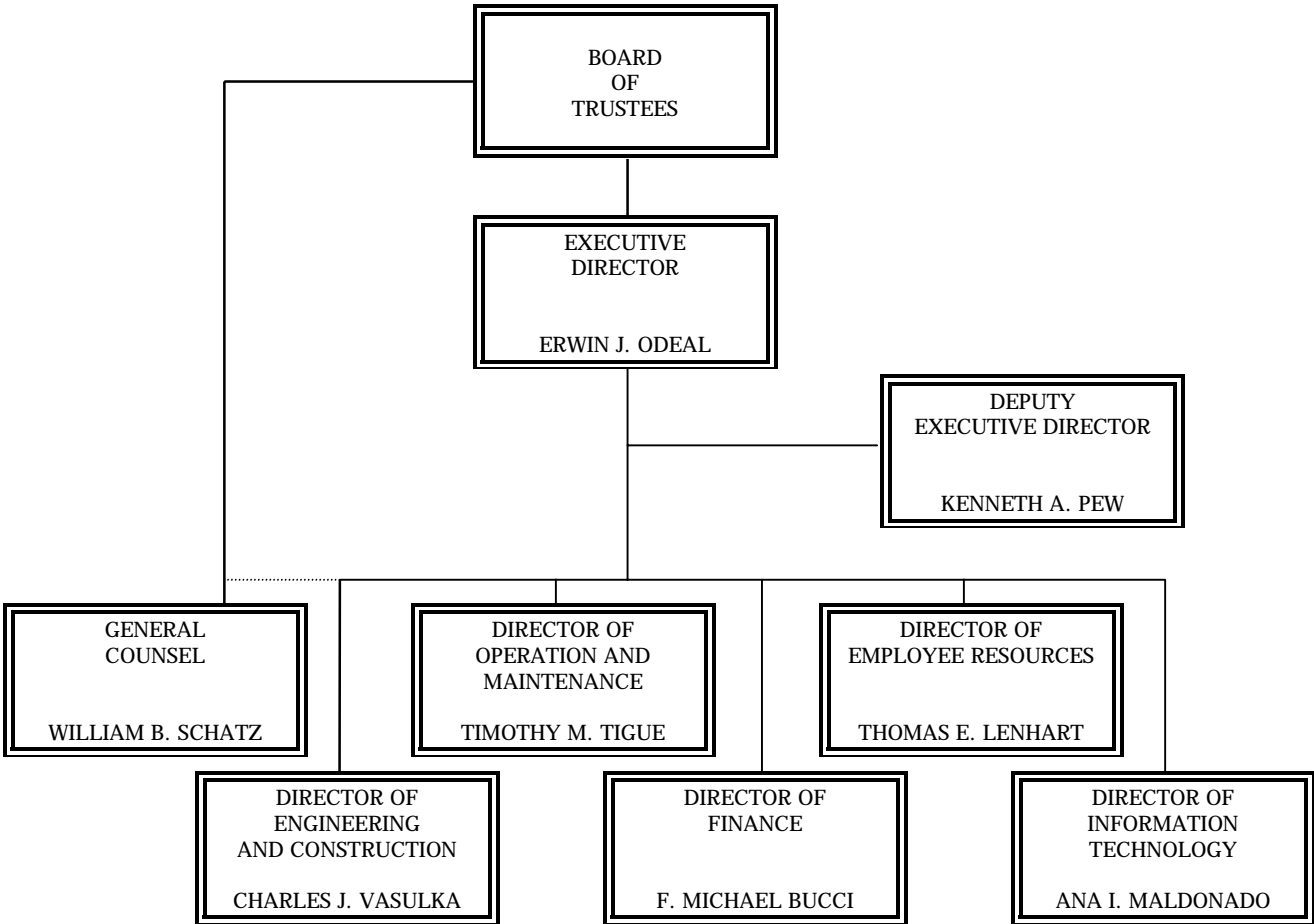 BOARD
OF
TRUSTEES
EXECUTIVE
DIRECTOR
ERWIN J. ODEAL
DEPUTY
EXECUTIVE DIRECTOR
KENNETH A. PEW
GENERAL
COUNSEL
WILLIAM B. SCHATZ
DIRECTOR OF
OPERATION AND
MAINTENANCE
TIMOTHY M. TIGUE
DIRECTOR OF
EMPLOYEE RESOURCES
THOMAS E. LENHART
DIRECTOR OF
ENGINEERING
AND CONSTRUCTION
CHARLES J. VASULKA
DIRECTOR OF
FINANCE
F. MICHAEL BUCCI
DIRECTOR OF
INFORMATION
TECHNOLOGY
ANA I. MALDONADO